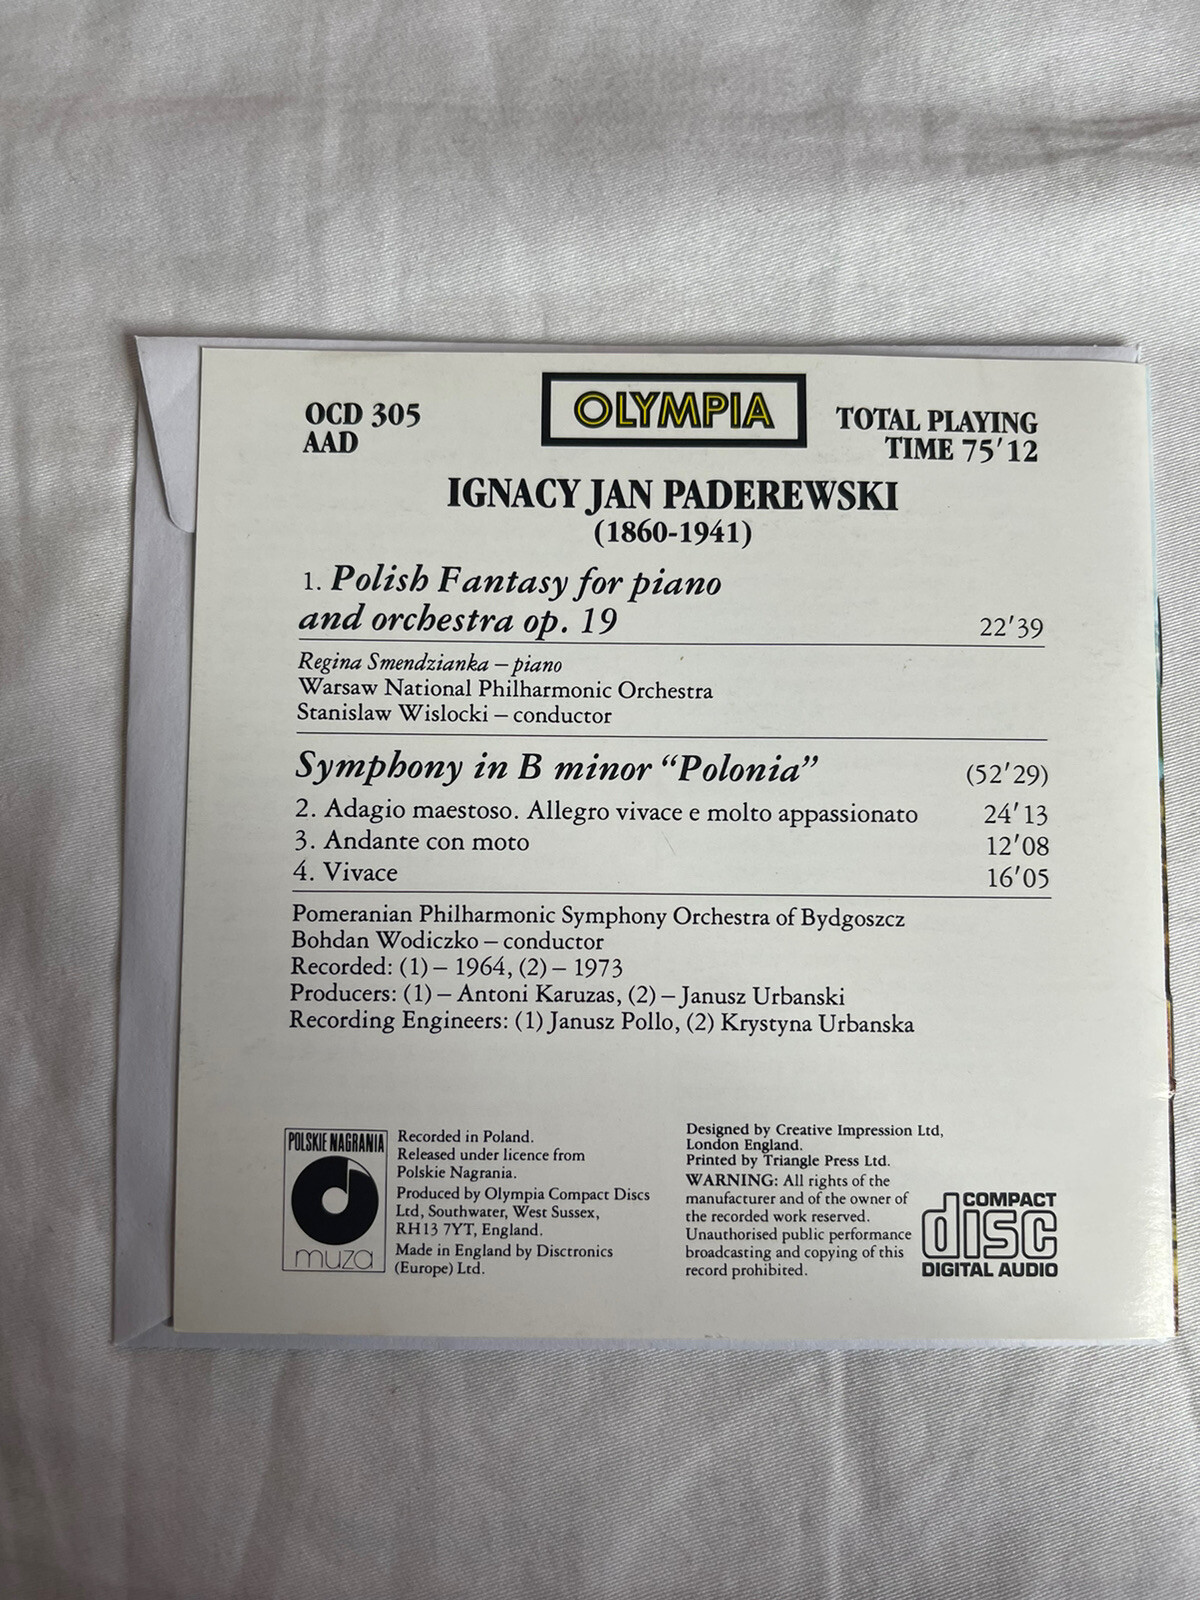 OCD 305
AAD
OLYMPIA
TOTAL PLAYING
TIME 75'12
IGNACY JAN PADEREWSKI
(1860-1941)
1. Polish Fantasy for piano
and orchestra op. 19 22'39
Regina Smendzianka – piano
Warsaw National Philharmonic Orchestra
Stanislaw Wislocki – conductor
Symphony in B minor “Polonia” (52'29)
2. Adagio maestoso. Allegro vivace e molto appassionato 24'13
3. Andante con moto 12'08
4. Vivace 16'05
Pomeranian Philharmonic Symphony Orchestra of Bydgoszcz
Bohdan Wodiczko – conductor
Recorded: (1) – 1964, (2) – 1973
Producers: (1) – Antoni Karuzas, (2) – Janusz Urbanski
Recording Engineers: (1) Janusz Pollo, (2) Krystyna Urbanska
POLSKIE NAGRANIA
muza
Recorded in Poland.
Released under licence from
Polskie Nagrania.
Produced by Olympia Compact Discs
Ltd, Southwater, West Sussex,
RH13 7YT, England.
Made in England by Disctronics
(Europe) Ltd.
Designed by Creative Impression Ltd,
London England.
Printed by Triangle Press Ltd.
WARNING: All rights of the
manufacturer and of the owner of
the recorded work reserved.
Unauthorised public performance
broadcasting and copying of this
record prohibited.
COMPACT
disc
DIGITAL AUDIO